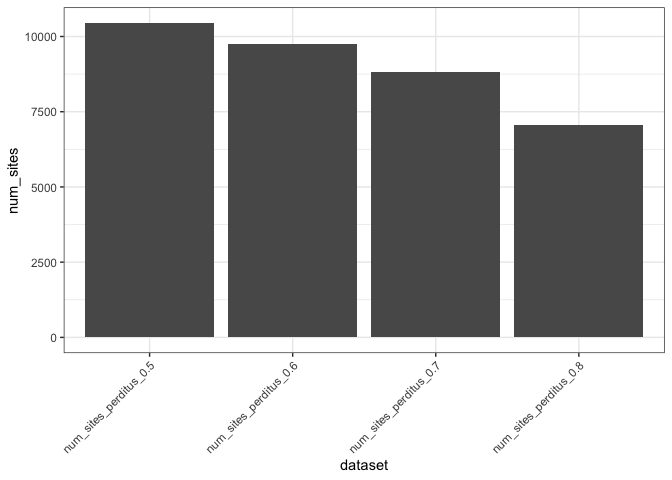 num_sites
10000
7500
5000
2500
0
num_sites_perditus_0.5
num_sites_perditus_0.6
num_sites_perditus_0.7
num_sites_perditus_0.8
dataset